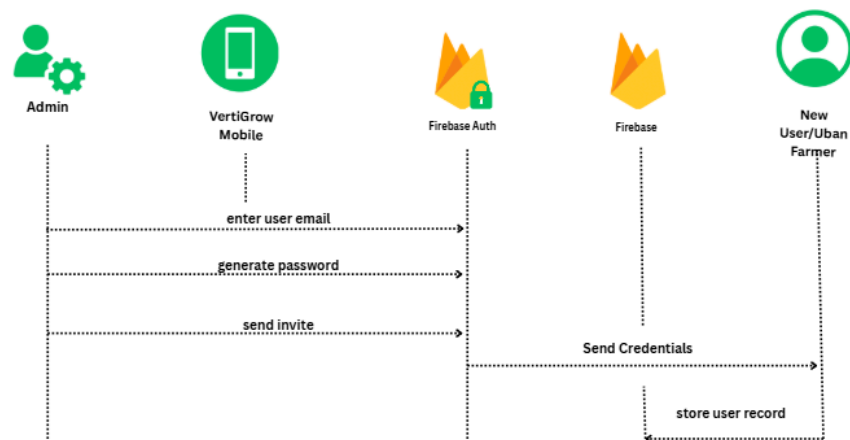 Admin
VertiGrow
Mobile
Firebase Auth
Firebase
New
User/Uban
Farmer
enter user email
generate password
send invite
Send Credentials
store user record